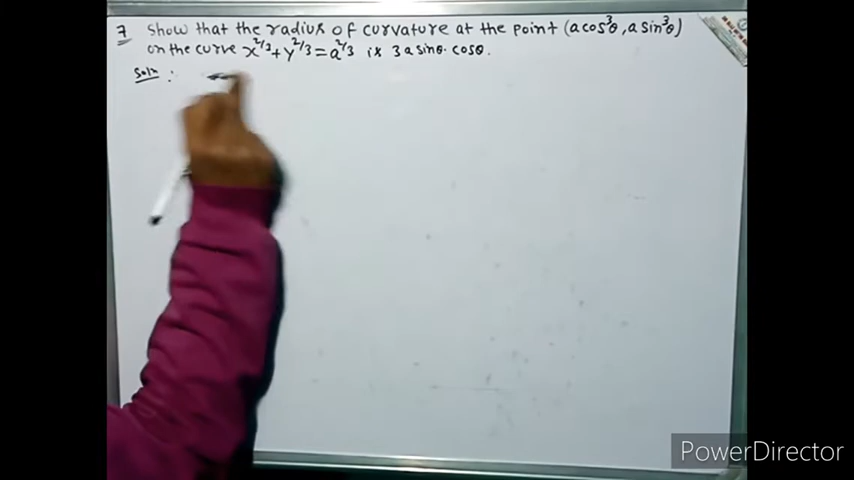 7 Show that the radius of curvature at the point (a cos³θ, a sin³θ)
on the curve x^2/3 + y^2/3 = a^2/3 is 3 a sinθ. cosθ.
Soln :
PowerDirector